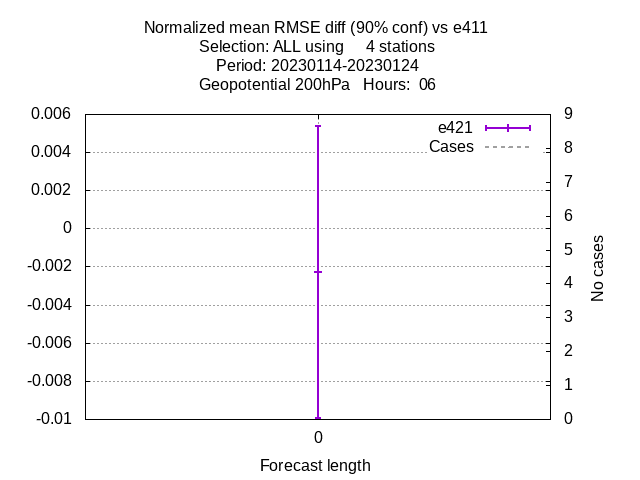 Normalized mean RMSE diff (90% conf) vs e411
Selection: ALL using     4 stations
Period: 20230114-20230124
Geopotential 200hPa   Hours:  06
0.006
0.004
0.002
0
-0.002
-0.004
-0.006
-0.008
-0.01
e421
Cases
9
8
7
6
5
4
3
2
1
0
No cases
0
Forecast length